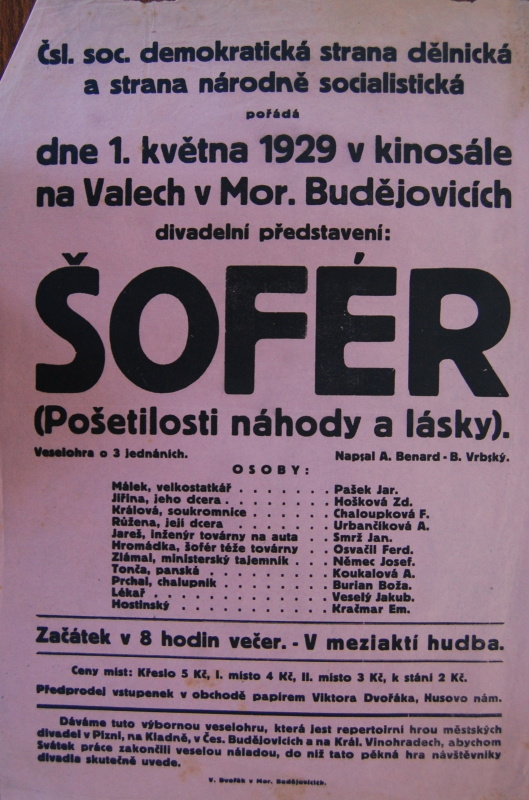 Čsl. soc. demokratická strana dělnická
a strana národně socialistická
pořádá
dne 1. května 1929 v kinosále
na Valech v Mor. Budějovicích
divadelní představení:
ŠOFÉR
(Pošetilosti náhody a lásky).
Veselohra o 3 jednáních. Napsal A. Benard - B. Vrbský.
OSOBY:
Málek, velkostatkář . . . . . . . Pašek Jar.
Jiřina, jeho dcera . . . . . . . . Hošková Zd.
Králová, soukromnice . . . . . . Chaloupková F.
Růžena, její dcera . . . . . . . Urbančíková A.
Jareš, inženýr továrny na auta . . Smrž Jan.
Hromádka, šofér téže továrny . . Osvačil Ferd.
Zlámal, ministerský tajemník . . . Němec Josef.
Tonča, panská . . . . . . . . . Koukalová A.
Prchal, chalupník . . . . . . . . Burian Boža.
Lékař . . . . . . . . . . . . Veselý Jakub.
Hostinský . . . . . . . . . . . Kračmar Em.
Začátek v 8 hodin večer. - V meziaktí hudba.
Ceny míst: Křeslo 5 Kč, I. místo 4 Kč, II. místo 3 Kč, k stání 2 Kč.
Předprodej vstupenek v obchodě papírem Viktora Dvořáka, Husovo nám.
Dáváme tuto výbornou veselohru, která jest repertoirní hrou městských
divadel v Plzni, na Kladně, v Čes. Budějovicích a na Král. Vinohradech, abychom
Svátek práce zakončili veselou náladou, do níž tato pěkná hra návštěvníky
divadla skutečně uvede.
V. Dvořák v Mor. Budějovicích.